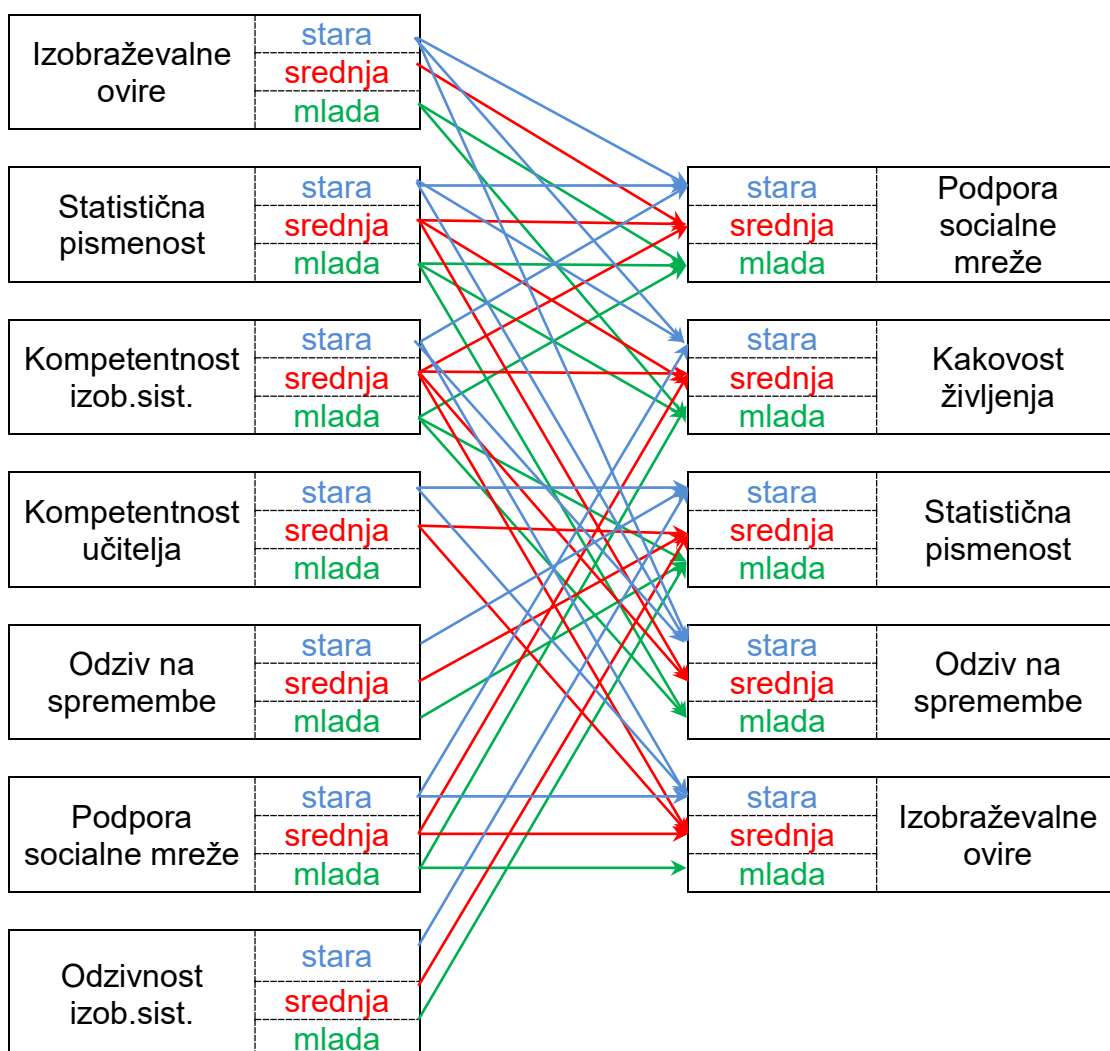 Izobraževalne
ovire
stara
srednja
mlada
Statistična
pismenost
stara
srednja
mlada
Kompetentnost
izob.sist.
stara
srednja
mlada
Kompetentnost
učitelja
stara
srednja
mlada
Odziv na
spremembe
stara
srednja
mlada
Podpora
socialne mreže
stara
srednja
mlada
Odzivnost
izob.sist.
stara
srednja
mlada
stara
srednja
mlada
Podpora
socialne
mreže
stara
srednja
mlada
Kakovost
življenja
stara
srednja
mlada
Statistična
pismenost
stara
srednja
mlada
Odziv na
spremembe
stara
srednja
mlada
Izobraževalne
ovire